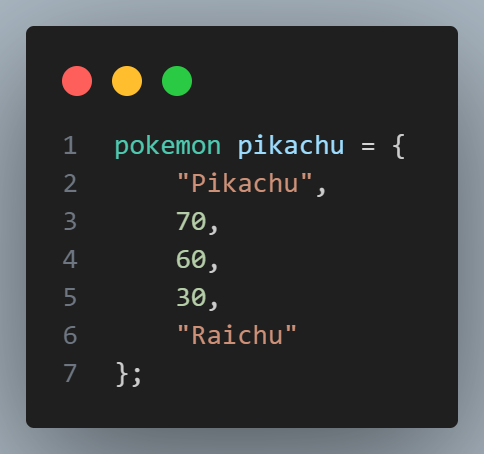 1 pokemon pikachu = {
2     "Pikachu",
3     70,
4     60,
5     30,
6     "Raichu"
7 };